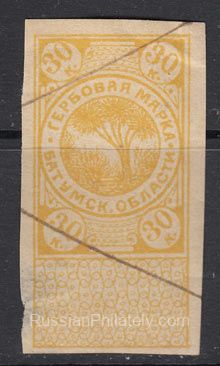 30 30
К. К.
• ГЕРБОВАЯ МАРКА •
БАТУМСК. ОБЛАСТИ
30 30
К. К.
RussianPhilately.com